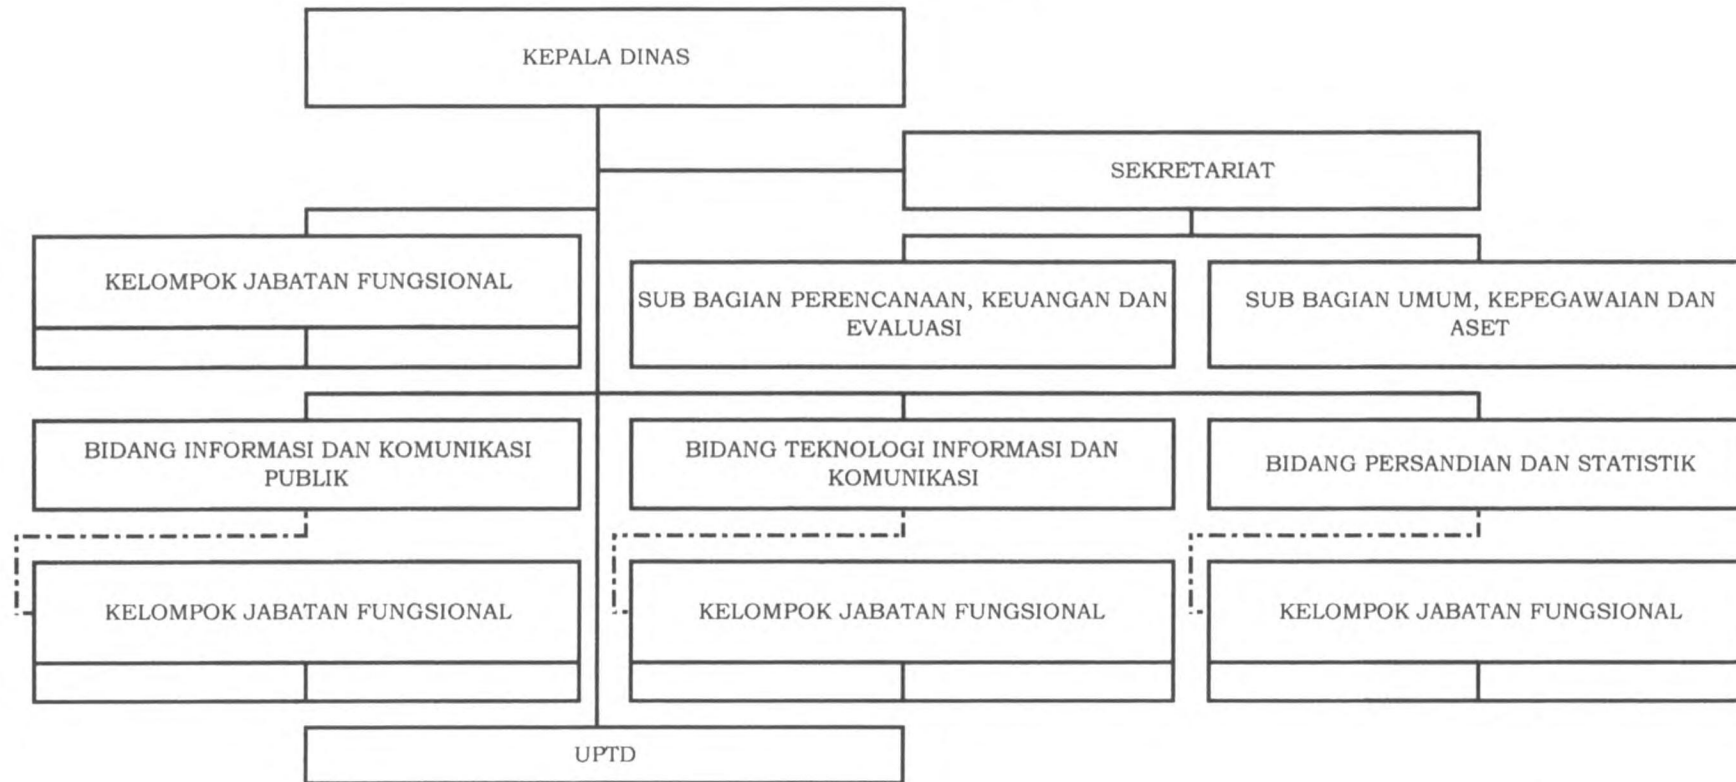 KEPALA DINAS
SEKRETARIAT
KELOMPOK JABATAN FUNGSIONAL
SUB BAGIAN PERENCANAAN, KEUANGAN DAN
EVALUASI
SUB BAGIAN UMUM, KEPEGAWAIAN DAN
ASET
BIDANG INFORMASI DAN KOMUNIKASI
PUBLIK
BIDANG TEKNOLOGI INFORMASI DAN
KOMUNIKASI
BIDANG PERSANDIAN DAN STATISTIK
KELOMPOK JABATAN FUNGSIONAL
KELOMPOK JABATAN FUNGSIONAL
KELOMPOK JABATAN FUNGSIONAL
UPTD